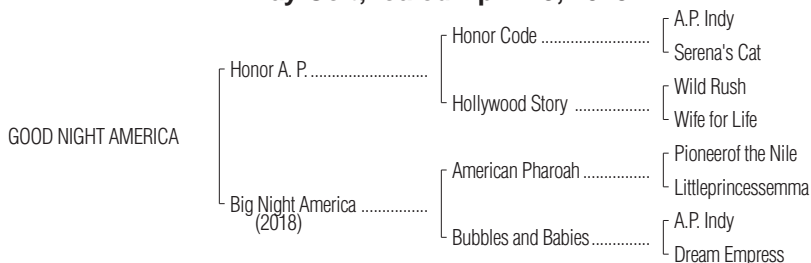 A.P. Indy
Honor Code
Serena's Cat
Honor A. P.
Wild Rush
Hollywood Story
Wife for Life
GOOD NIGHT AMERICA
Pioneerof the Nile
American Pharoah
Littleprincessemma
Big Night America
(2018)
A.P. Indy
Bubbles and Babies
Dream Empress